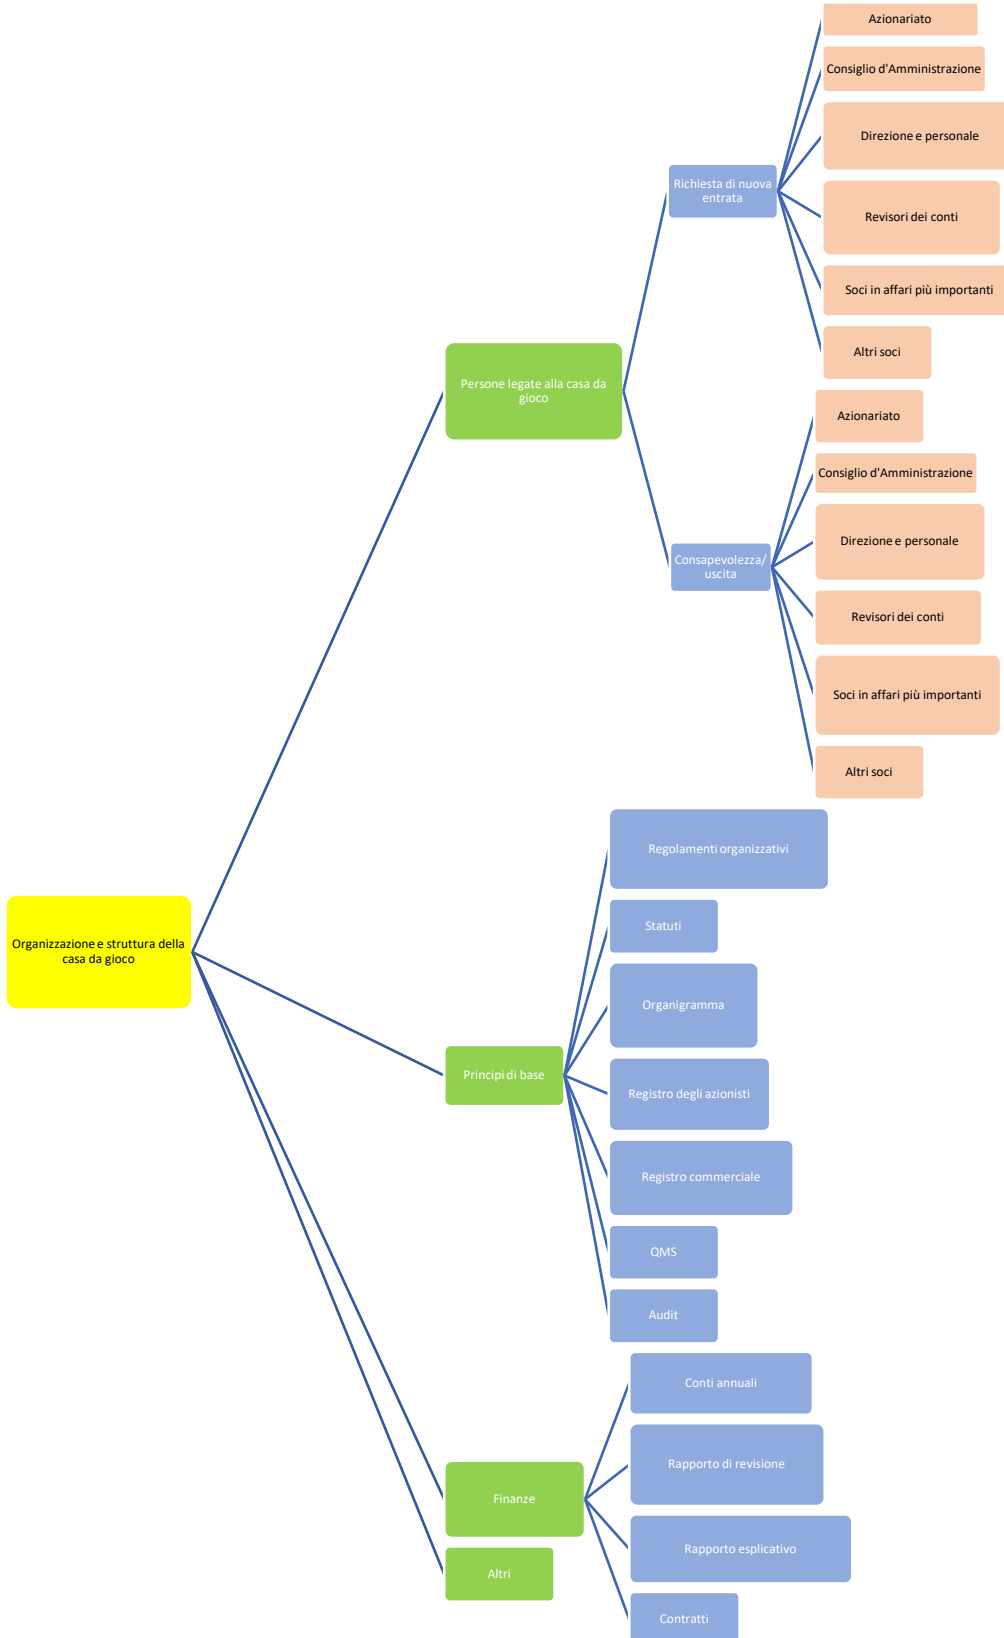 Azionariato
Consiglio d'Amministrazione
Direzione e personale
Richiesta di nuova
entrata
Revisori dei conti
Soci in affari più importanti
Altri soci
Persone legate alla casa da
gioco
Azionariato
Consiglio d'Amministrazione
Direzione e personale
Consapevolezza/
uscita
Revisori dei conti
Soci in affari più importanti
Altri soci
Organizzazione e struttura della
casa da gioco
Regolamenti organizzativi
Statuti
Organigramma
Principi di base
Registro degli azionisti
Registro commerciale
QMS
Audit
Conti annuali
Rapporto di revisione
Finanze
Rapporto esplicativo
Altri
Contratti